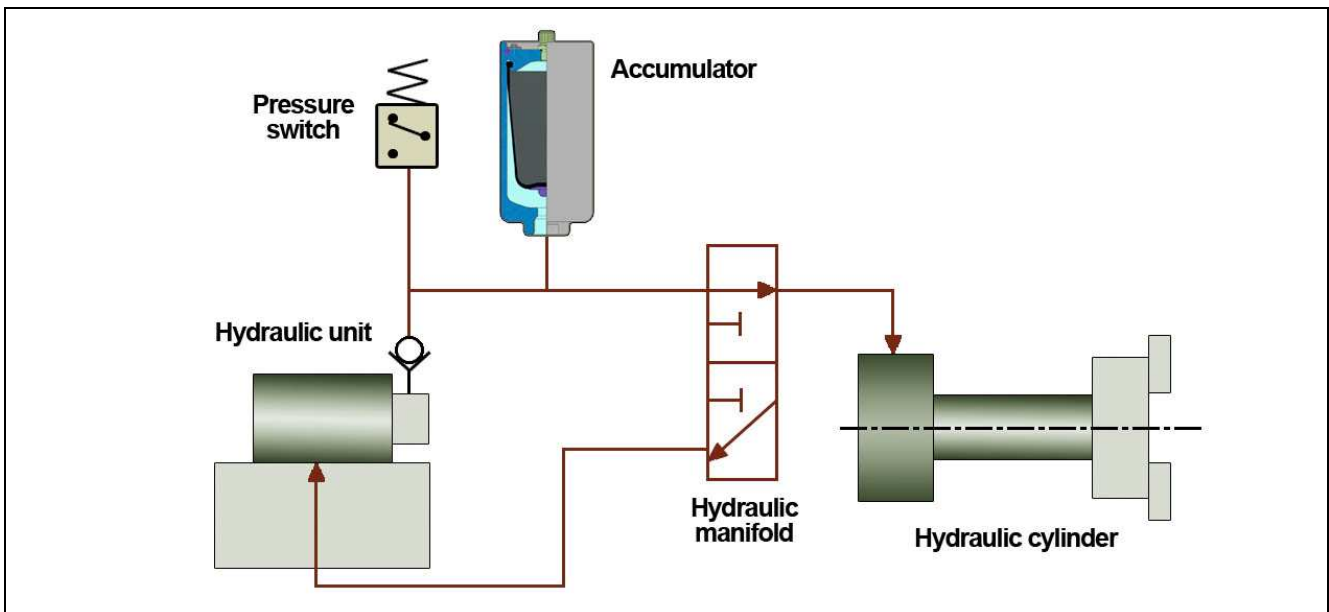 Accumulator
Pressure
switch
Hydraulic unit
Hydraulic
manifold
Hydraulic cylinder